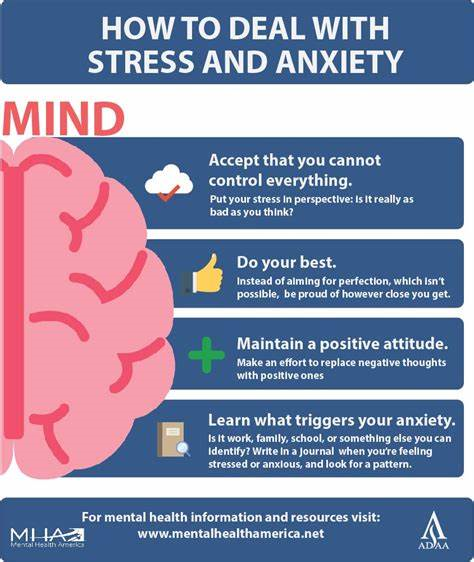 HOW TO DEAL WITH
STRESS AND ANXIETY
MIND
Accept that you cannot
control everything.
Put your stress in perspective: Is it really as
bad as you think?
Do your best.
Instead of aiming for perfection, which isn't
possible, be proud of however close you get.
Maintain a positive attitude.
Make an effort to replace negative thoughts
with positive ones
Learn what triggers your anxiety.
Is it work, family, school, or something else you can
identify? Write in a journal when you're feeling
stressed or anxious, and look for a pattern.
For mental health information and resources visit:
www.mentalhealthamerica.net
MHA
Mental Health America
ADAA